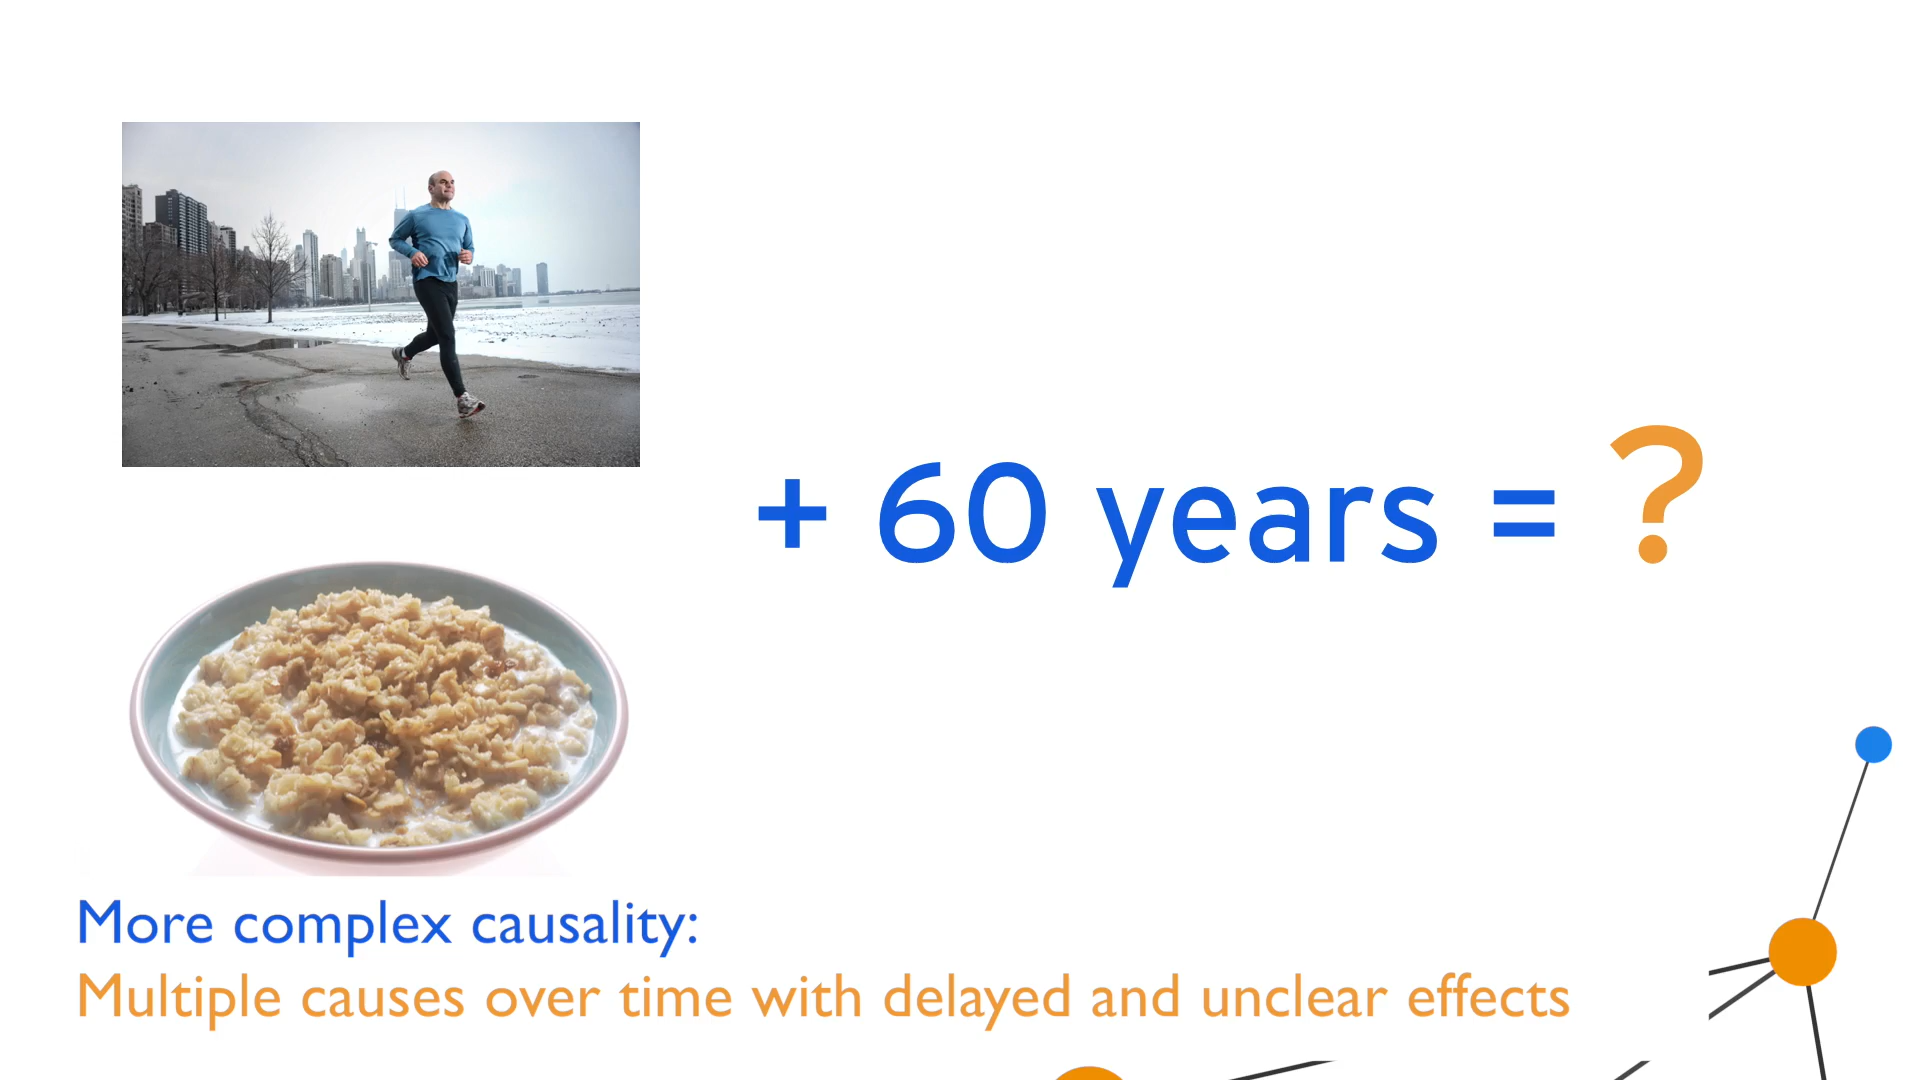 + 60 years = ?
More complex causality:
Multiple causes over time with delayed and unclear effects